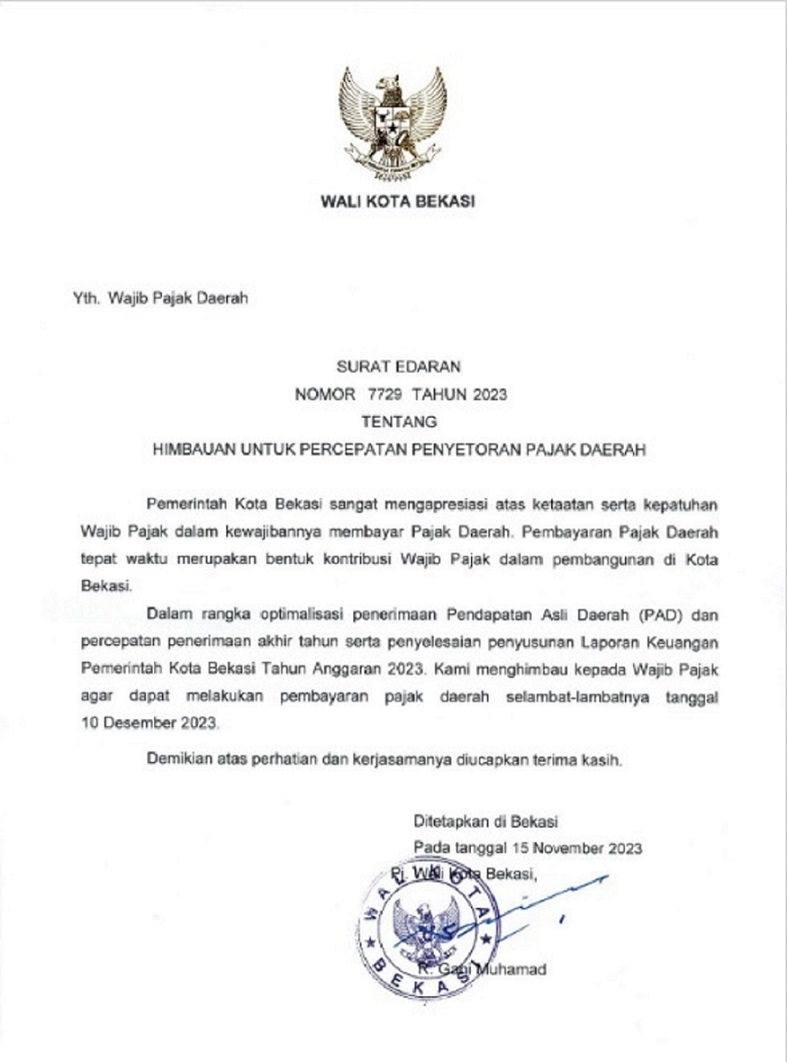 WALI KOTA BEKASI
Yth. Wajib Pajak Daerah
SURAT EDARAN
NOMOR 7729 TAHUN 2023
TENTANG
HIMBAUAN UNTUK PERCEPATAN PENYETORAN PAJAK DAERAH
Pemerintah Kota Bekasi sangat mengapresiasi atas ketaatan serta kepatuhan
Wajib Pajak dalam kewajibannya membayar Pajak Daerah. Pembayaran Pajak Daerah
tepat waktu merupakan bentuk kontribusi Wajib Pajak dalam pembangunan di Kota
Bekasi.
Dalam rangka optimalisasi penerimaan Pendapatan Asli Daerah (PAD) dan
percepatan penerimaan akhir tahun serta penyelesaian penyusunan Laporan Keuangan
Pemerintah Kota Bekasi Tahun Anggaran 2023. Kami menghimbau kepada Wajib Pajak
agar dapat melakukan pembayaran pajak daerah selambat-lambatnya tanggal
10 Desember 2023.
Demikian atas perhatian dan kerjasamanya diucapkan terima kasih.
Ditetapkan di Bekasi
Pada tanggal 15 November 2023
Pj. Wali Kota Bekasi,
WALI KOTA
BEKASI
R. Gani Muhamad